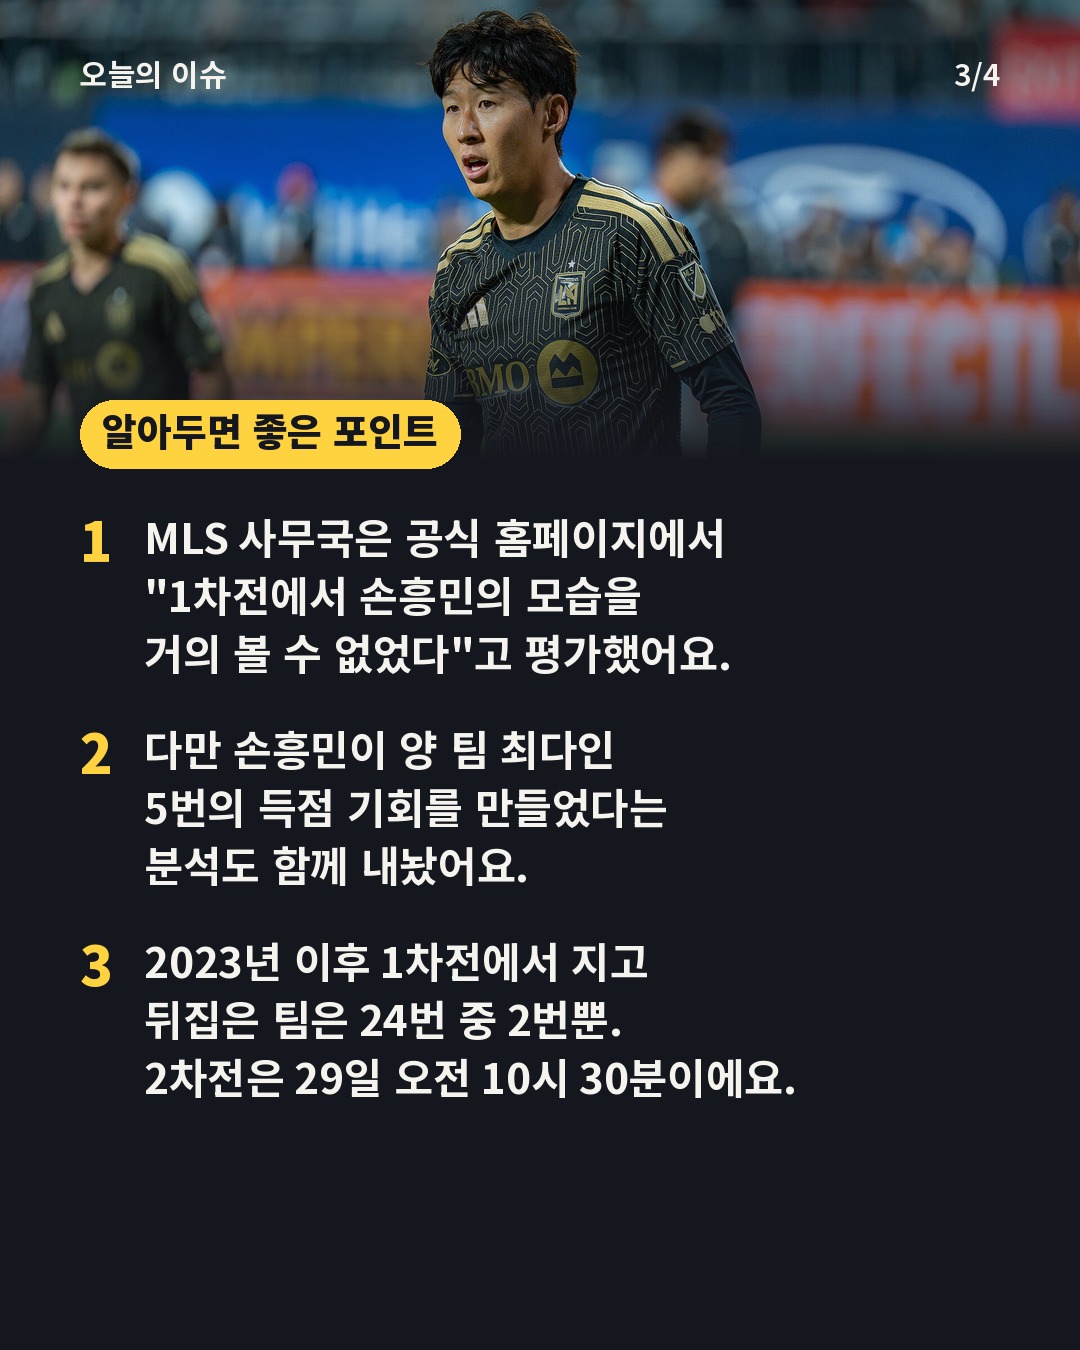 오늘의 이슈
3/4
BMO
알아두면 좋은 포인트
1 MLS 사무국은 공식 홈페이지에서
"1차전에서 손흥민의 모습을
거의 볼 수 없었다"고 평가했어요.
2 다만 손흥민이 양 팀 최다인
5번의 득점 기회를 만들었다는
분석도 함께 내놨어요.
3 2023년 이후 1차전에서 지고
뒤집은 팀은 24번 중 2번뿐.
2차전은 29일 오전 10시 30분이에요.